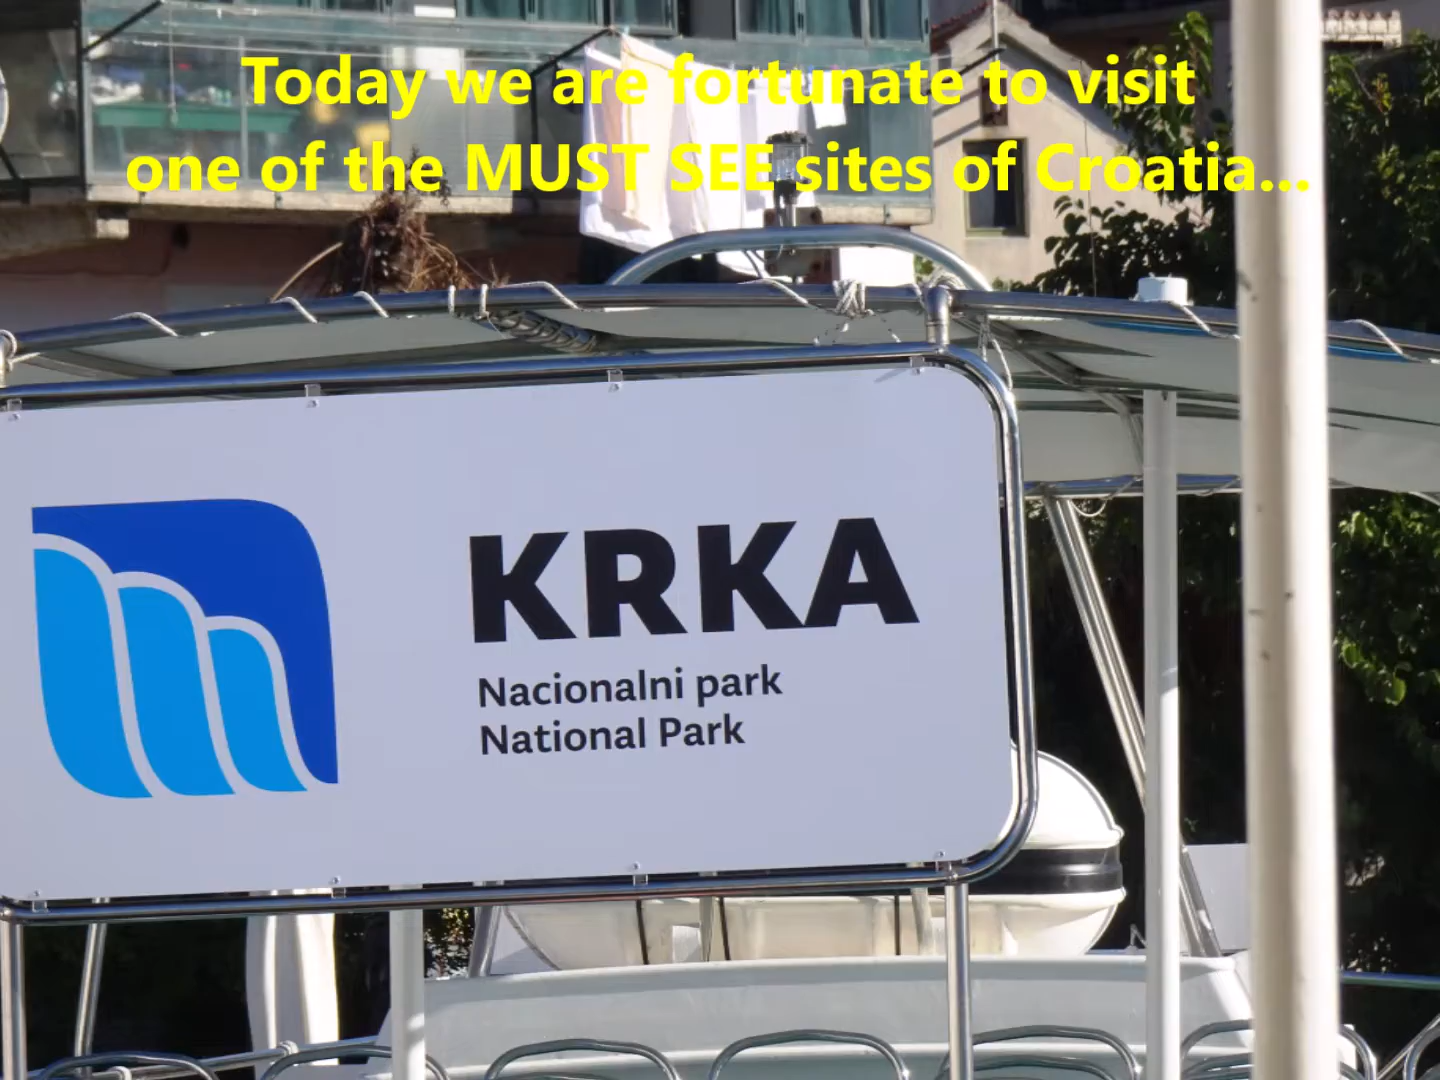 Today we are fortunate to visit
one of the MUST SEE sites of Croatia...
KRKA
Nacionalni park
National Park